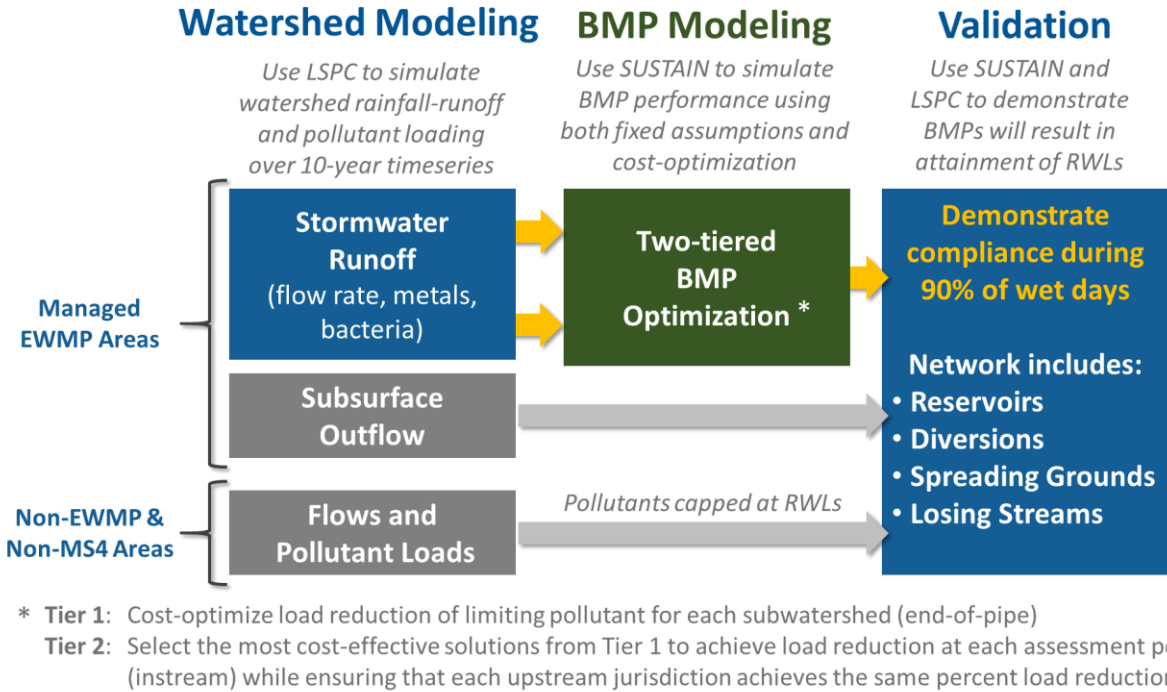 Watershed Modeling
Use LSPC to simulate
watershed rainfall-runoff
and pollutant loading
over 10-year timeseries
BMP Modeling
Use SUSTAIN to simulate
BMP performance using
both fixed assumptions and
cost-optimization
Validation
Use SUSTAIN and
LSPC to demonstrate
BMPs will result in
attainment of RWLs
Managed
EWMP Areas
Stormwater
Runoff
(flow rate, metals,
bacteria)
Two-tiered
BMP
Optimization *
Demonstrate
compliance during
90% of wet days
Subsurface
Outflow
Network includes:
• Reservoirs
• Diversions
• Spreading Grounds
• Losing Streams
Non-EWMP &
Non-MS4 Areas
Flows and
Pollutant Loads
Pollutants capped at RWLs
* Tier 1: Cost-optimize load reduction of limiting pollutant for each subwatershed (end-of-pipe)
Tier 2: Select the most cost-effective solutions from Tier 1 to achieve load reduction at each assessment
(instream) while ensuring that each upstream jurisdiction achieves the same percent load reduction